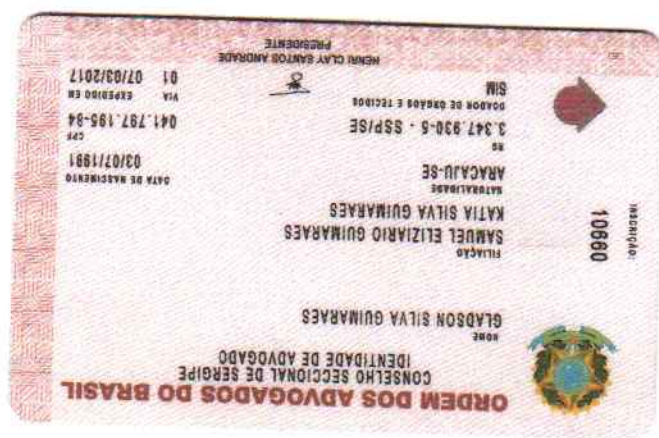 ORDEM DOS ADVOGADOS DO BRASIL
CONSELHO SECCIONAL DE SERGIPE
IDENTIDADE DE ADVOGADO
NOME
GLADSON SILVA GUIMARAES
FILIAÇÃO
SAMUEL ELIZIARIO GUIMARAES
KATIA SILVA GUIMARAES
NATURALIDADE
ARACAJU-SE
DATA DE NASCIMENTO
03/07/1991
RG
3.347.930-5 - SSP/SE
CPF
041.797.195-84
DOADOR DE ÓRGÃOS E TECIDOS
SIM
VIA EXPEDIDO EM
01 07/03/2017
HENRI CLAY SANTOS ANDRADE
PRESIDENTE
INSCRIÇÃO:
10660